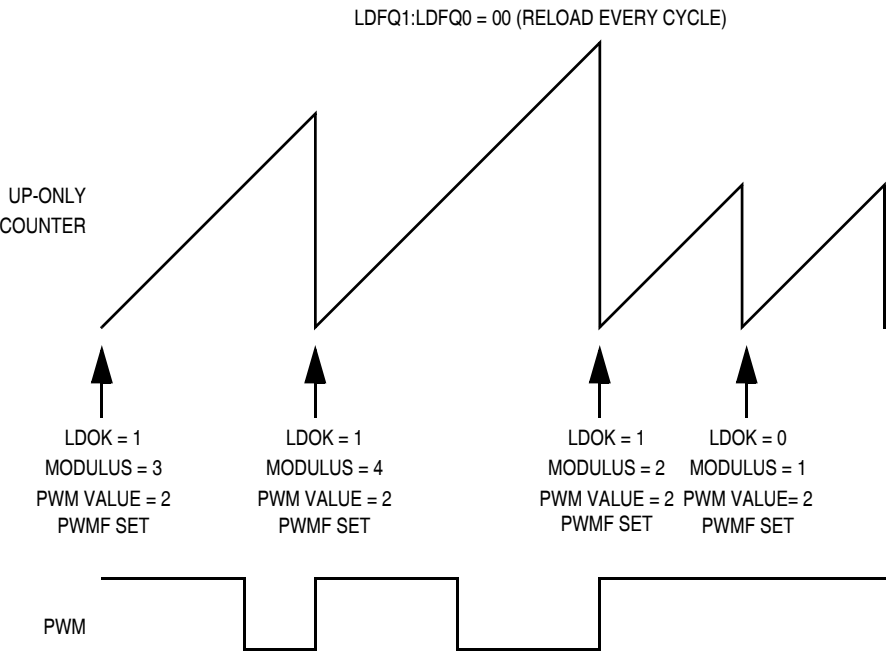 LDFQ1:LDFQ0 = 00 (RELOAD EVERY CYCLE)
UP-ONLY
COUNTER
LDOK = 1
MODULUS = 3
PWM VALUE = 2
PWMF SET
LDOK = 1
MODULUS = 4
PWM VALUE = 2
PWMF SET
LDOK = 1
MODULUS = 2
PWM VALUE = 2
PWMF SET
LDOK = 0
MODULUS = 1
PWM VALUE= 2
PWMF SET
PWM